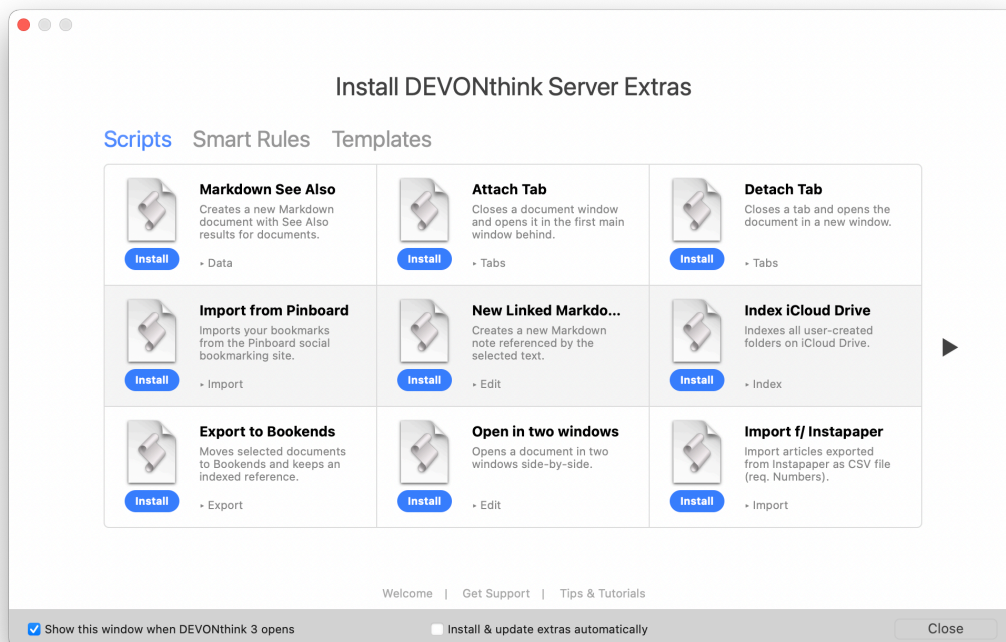 Install DEVONthink Server Extras
Scripts Smart Rules Templates
Markdown See Also
Creates a new Markdown
document with See Also
results for documents.
Install
▸ Data
Attach Tab
Closes a document window
and opens it in the first main
window behind.
Install
▸ Tabs
Detach Tab
Closes a tab and opens the
document in a new window.
Install
▸ Tabs
Import from Pinboard
Imports your bookmarks
from the Pinboard social
bookmarking site.
Install
▸ Import
New Linked Markdo...
Creates a new Markdown
note referenced by the
selected text.
Install
▸ Edit
Index iCloud Drive
Indexes all user-created
folders on iCloud Drive.
Install
▸ Index
Export to Bookends
Moves selected documents
to Bookends and keeps an
indexed reference.
Install
▸ Export
Open in two windows
Opens a document in two
windows side-by-side.
Install
▸ Edit
Import f/ Instapaper
Import articles exported
from Instapaper as CSV file
(req. Numbers).
Install
▸ Import
Welcome | Get Support | Tips & Tutorials
Show this window when DEVONthink 3 opens
Install & update extras automatically
Close